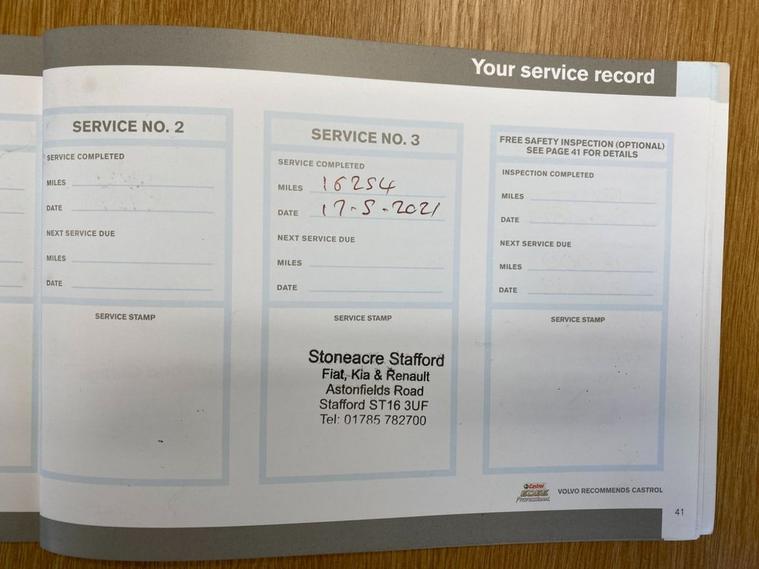 Your service record
SERVICE NO. 2
SERVICE COMPLETED
MILES
DATE
NEXT SERVICE DUE
MILES
DATE
SERVICE STAMP
SERVICE NO. 3
SERVICE COMPLETED
MILES 16254
DATE 17-5-2021
NEXT SERVICE DUE
MILES
DATE
SERVICE STAMP
Stoneacre Stafford
Fiat, Kia & Renault
Astonfields Road
Stafford ST16 3UF
Tel: 01785 782700
FREE SAFETY INSPECTION (OPTIONAL)
SEE PAGE 41 FOR DETAILS
INSPECTION COMPLETED
MILES
DATE
NEXT SERVICE DUE
MILES
DATE
SERVICE STAMP
Castrol
EDGE
Professional
VOLVO RECOMMENDS CASTROL
41